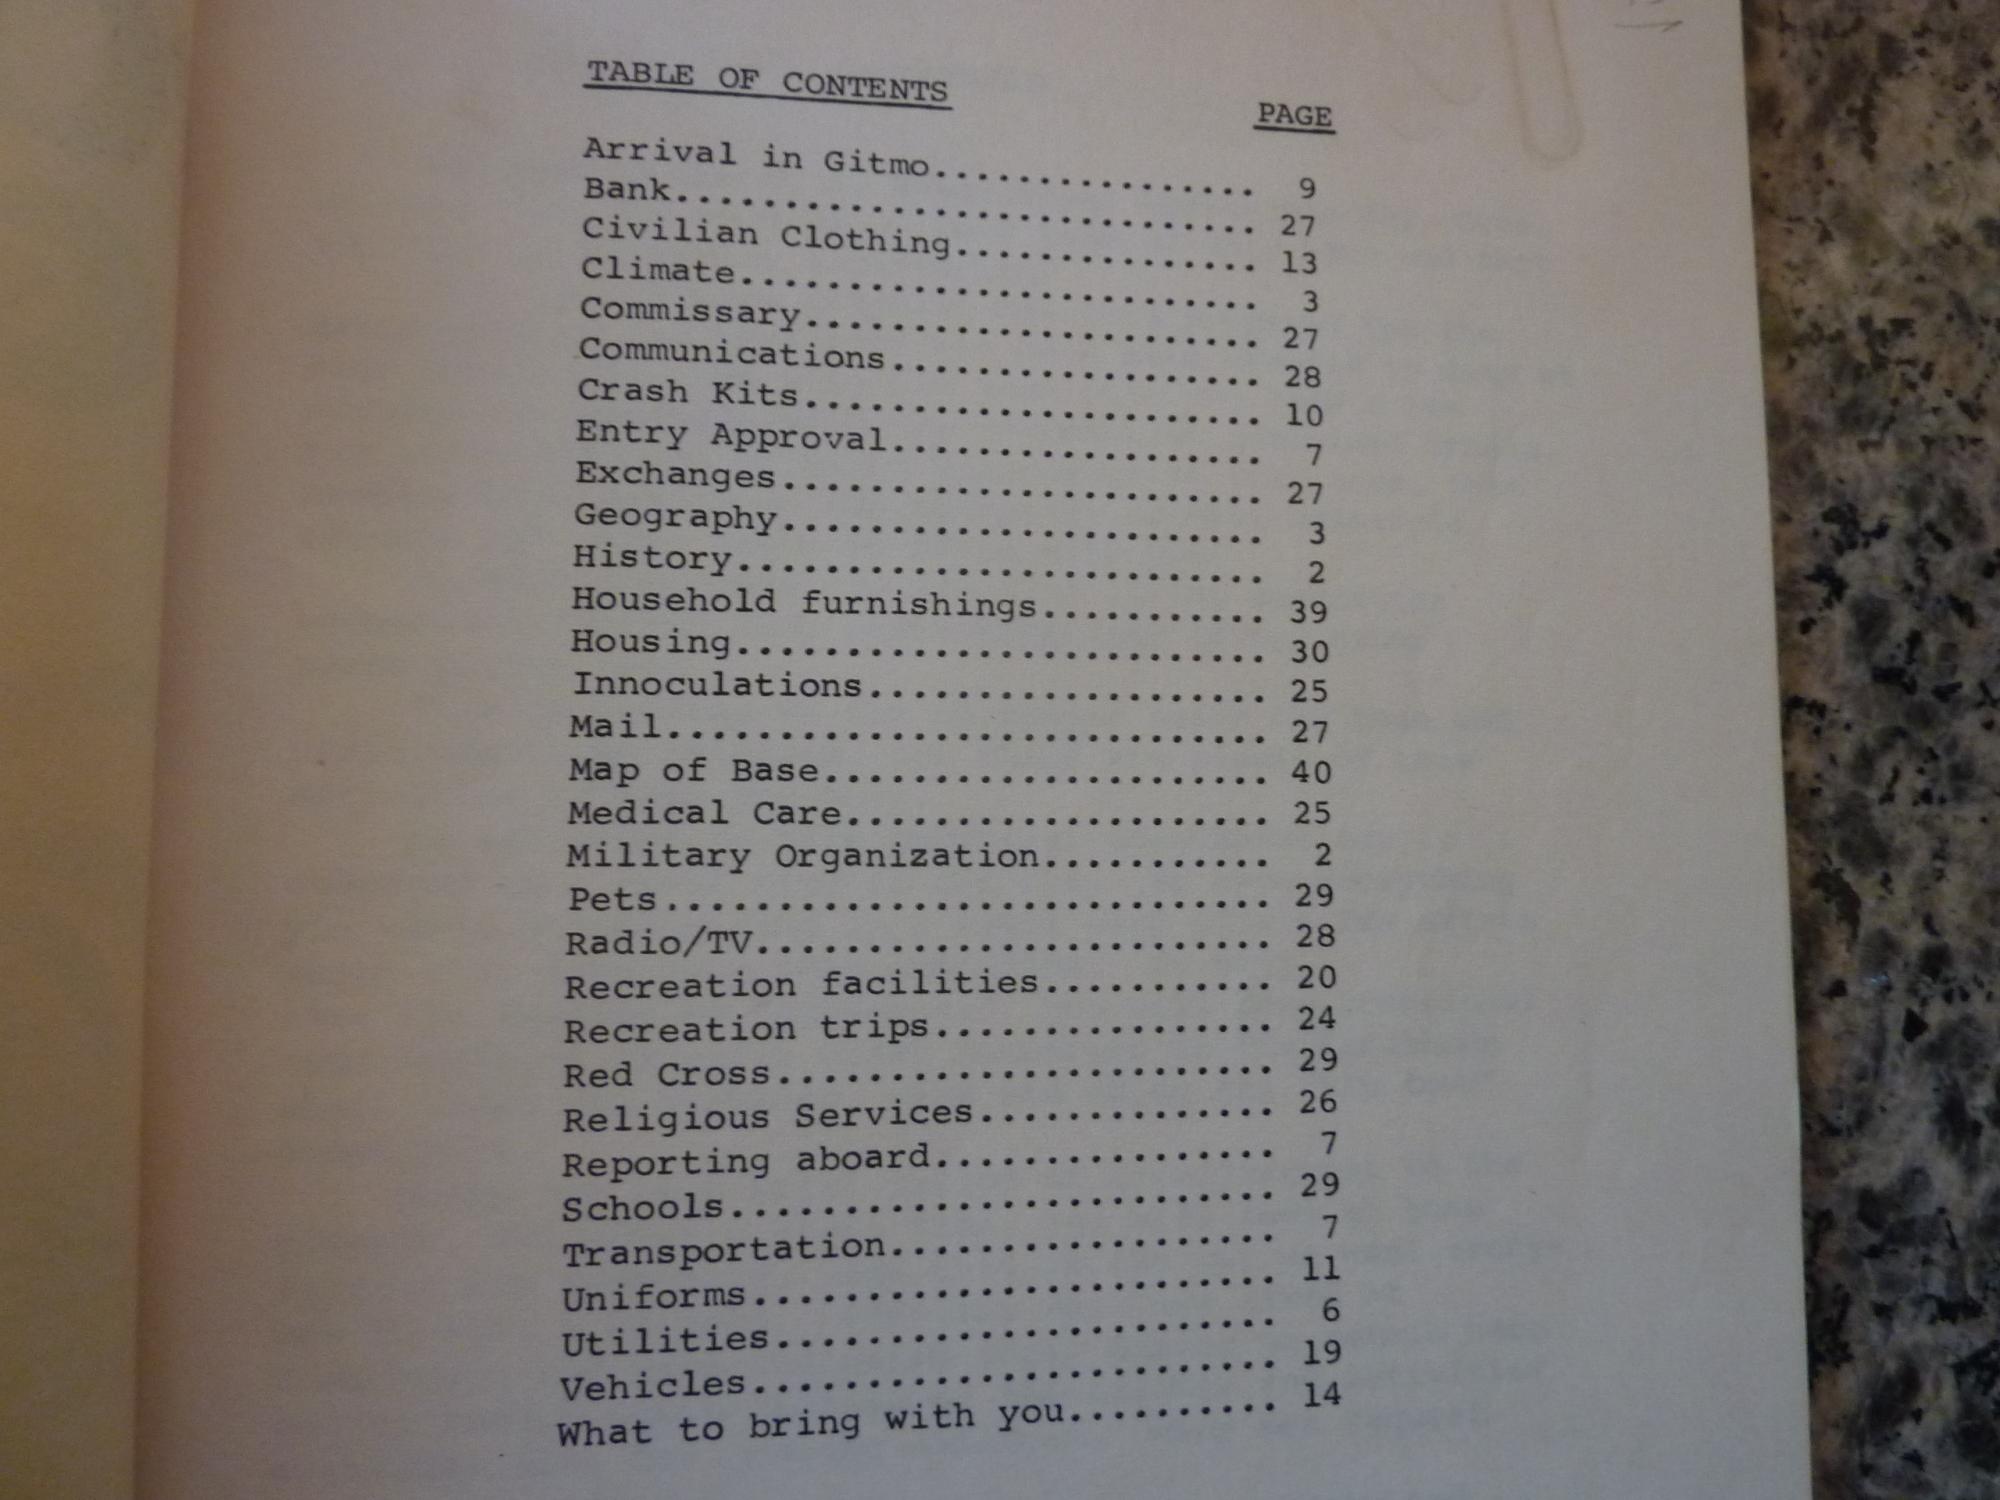 TABLE OF CONTENTS
PAGE
Arrival in Gitmo................ 9
Bank........................... 27
Civilian Clothing.............. 13
Climate........................ 3
Commissary..................... 27
Communications................. 28
Crash Kits..................... 10
Entry Approval................. 7
Exchanges...................... 27
Geography...................... 3
History........................ 2
Household furnishings.......... 39
Housing........................ 30
Innoculations.................. 25
Mail........................... 27
Map of Base.................... 40
Medical Care................... 25
Military Organization.......... 2
Pets........................... 29
Radio/TV....................... 28
Recreation facilities.......... 20
Recreation trips............... 24
Red Cross...................... 29
Religious Services............. 26
Reporting aboard............... 7
Schools........................ 29
Transportation................. 7
Uniforms....................... 11
Utilities...................... 6
Vehicles....................... 19
What to bring with you......... 14